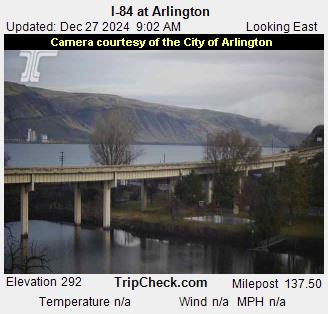 I-84 at Arlington
Updated: Dec 27 2024 9:02 AM Looking East
Camera courtesy of the City of Arlington
Elevation 292 TripCheck.com Milepost 137.50
Temperature n/a Wind n/a MPH n/a